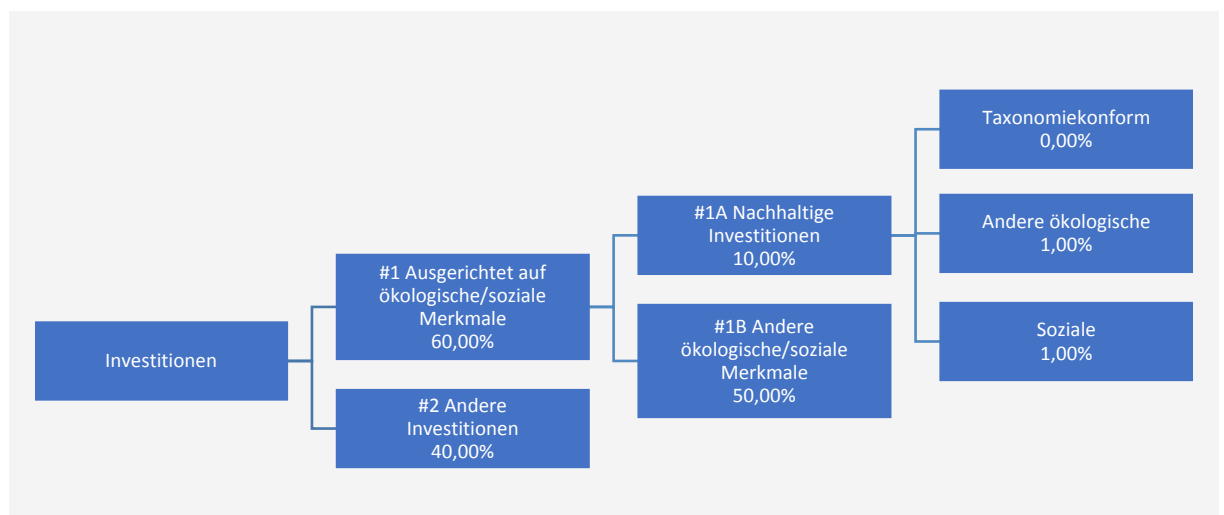 Investitionen
#1 Ausgerichtet auf
ökologische/soziale
Merkmale
60,00%
#2 Andere
Investitionen
40,00%
#1A Nachhaltige
Investitionen
10,00%
#1B Andere
ökologische/soziale
Merkmale
50,00%
Taxonomiekonform
0,00%
Andere ökologische
1,00%
Soziale
1,00%